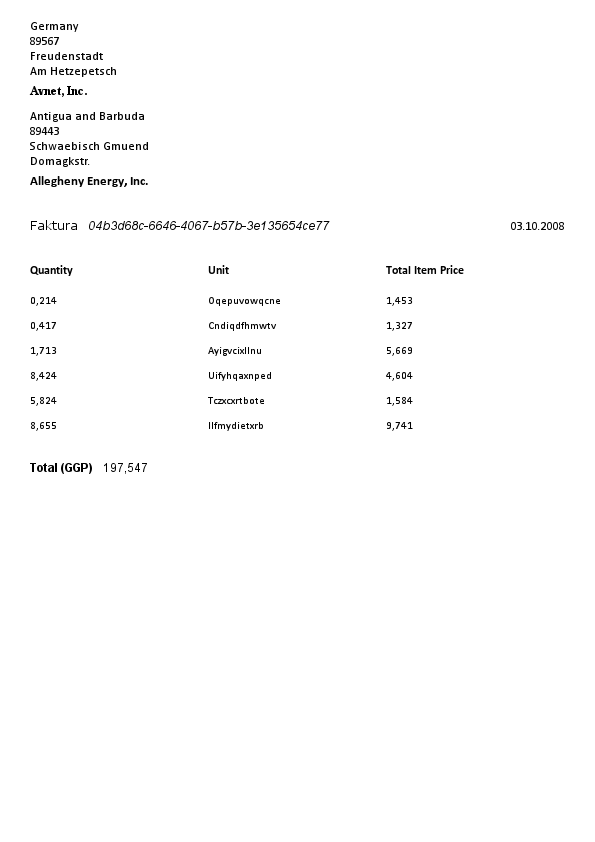 Germany
89567
Freudenstadt
Am Hetzepetsch
Avnet, Inc.
Antigua and Barbuda
89443
Schwaebisch Gmuend
Domagkstr.
Allegheny Energy, Inc.
Faktura 04b3d68c-6646-4067-b57b-3e135654ce77 03.10.2008
Quantity Unit Total Item Price
0,214 Oqepuvowqcne 1,453
0,417 Cndiqdfhmwtv 1,327
1,713 Ayigvcixllnu 5,669
8,424 Uifyhqaxnped 4,604
5,824 Tczxcxrtbote 1,584
8,655 Ilfmydietxrb 9,741
Total (GGP) 197,547